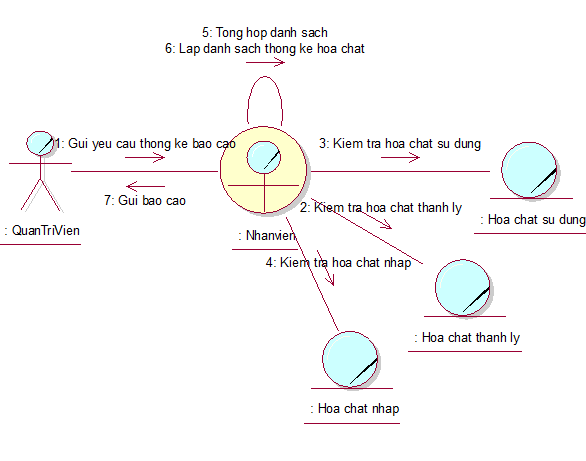 5: Tong hop danh sach
6: Lap danh sach thong ke hoa chat
1: Gui yeu cau thong ke bao cao
3: Kiem tra hoa chat su dung
7: Gui bao cao
2: Kiem tra hoa chat thanh ly
: Hoa chat su dung
: QuanTriVien
: Nhanvien
4: Kiem tra hoa chat nhap
: Hoa chat thanh ly
: Hoa chat nhap